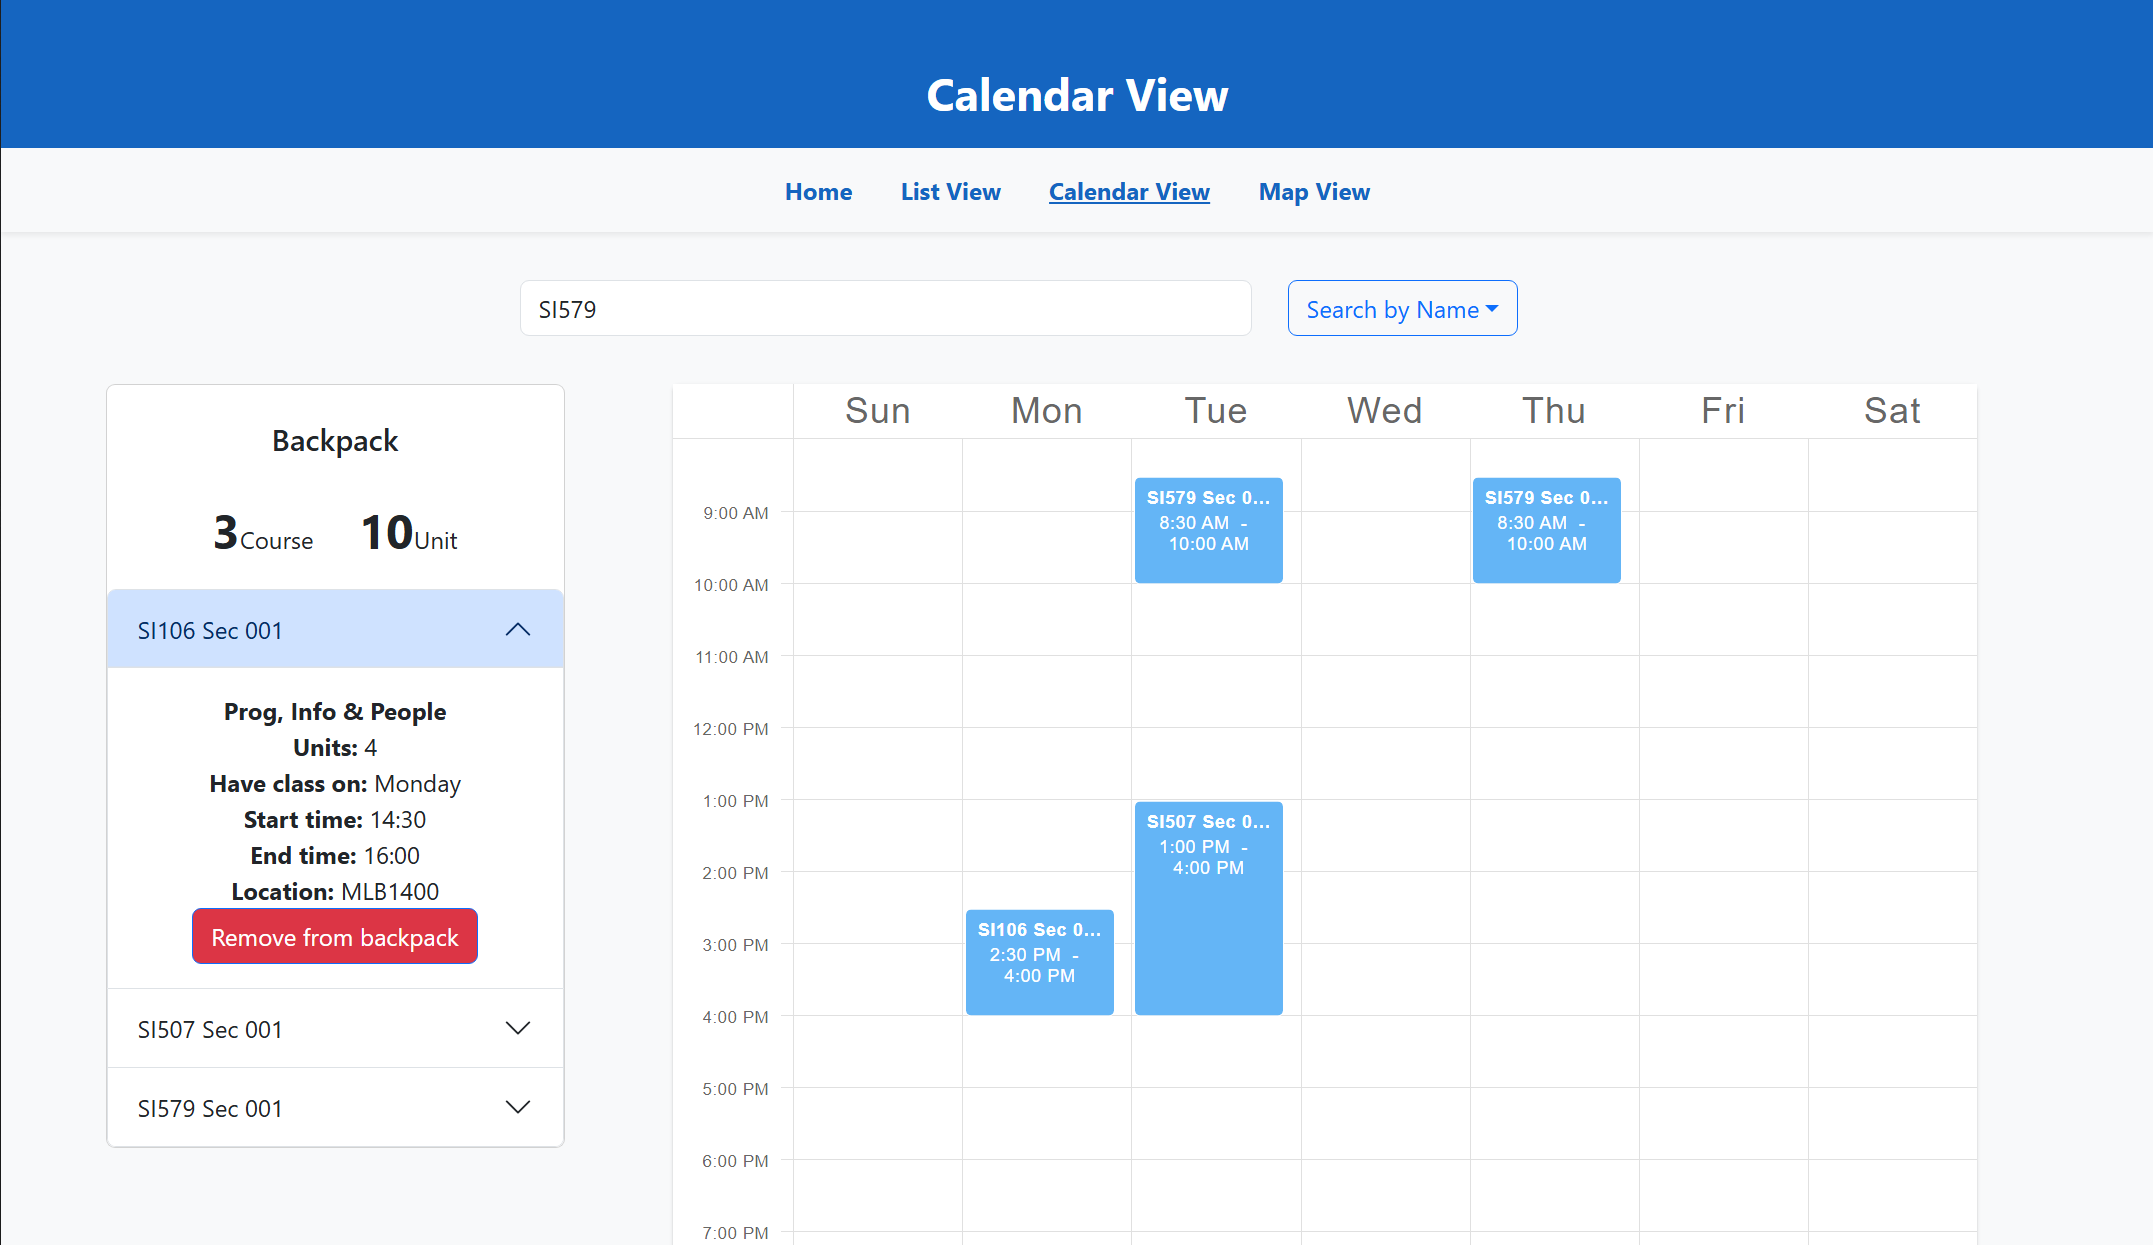 Calendar View
Home List View Calendar View Map View
SI579
Search by Name
Backpack
3Course 10Unit
SI106 Sec 001
Prog, Info & People
Units: 4
Have class on: Monday
Start time: 14:30
End time: 16:00
Location: MLB1400
Remove from backpack
SI507 Sec 001
SI579 Sec 001
Sun Mon Tue Wed Thu Fri Sat
9:00 AM
10:00 AM
11:00 AM
12:00 PM
1:00 PM
2:00 PM
3:00 PM
4:00 PM
5:00 PM
6:00 PM
7:00 PM
SI106 Sec 0...
2:30 PM -
4:00 PM
SI579 Sec 0...
8:30 AM -
10:00 AM
SI507 Sec 0...
1:00 PM -
4:00 PM
SI579 Sec 0...
8:30 AM -
10:00 AM